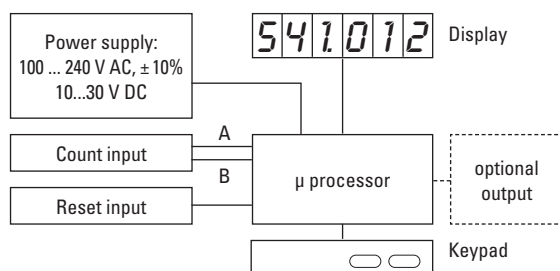 Power supply:
100 ... 240 V AC, ±10%
10...30 V DC
541.012
Display
A
Count input
B
Reset input
µ processor
optional
output
Keypad